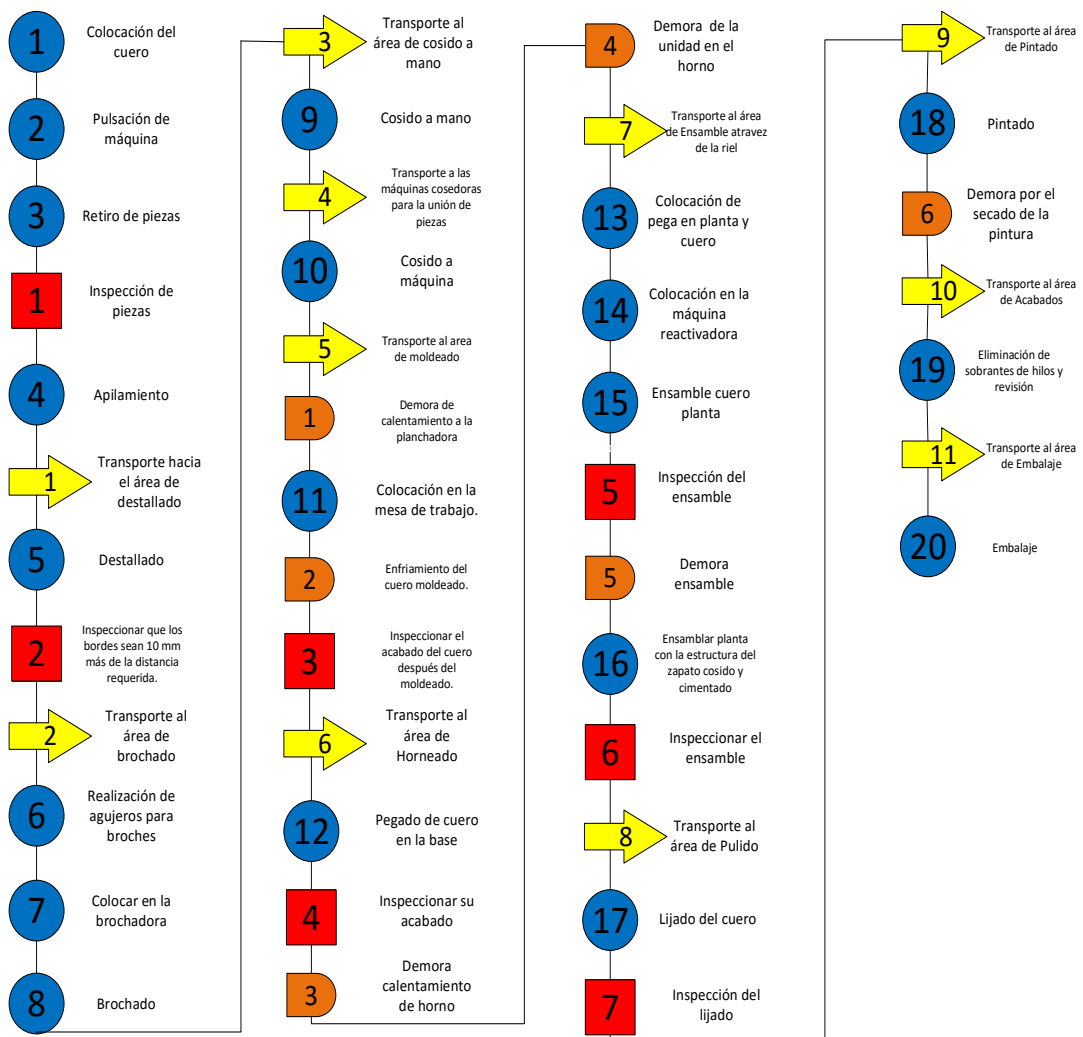 1
Colocación del
cuero
2
Pulsación de
máquina
3
Retiro de piezas
1
Inspección de
piezas
4
Apilamiento
1
Transporte hacia
el área de
destallado
5
Destallado
2
Inspeccionar que los
bordes sean 10 mm
más de la distancia
requerida.
2
Transporte al
área de
brochado
6
Realización de
agujeros para
broches
7
Colocar en la
brochadora
8
Brochado
3
Transporte al
área de cosido a
mano
9
Cosido a mano
4
Transporte a las
máquinas cosedoras
para la unión de
piezas
10
Cosido a
máquina
5
Transporte al area
de moldeado
1
Demora de
calentamiento a la
planchadora
11
Colocación en la
mesa de trabajo.
2
Enfriamiento del
cuero moldeado.
3
Inspeccionar el
acabado del cuero
después del
moldeado.
6
Transporte al
área de
Horneado
12
Pegado de cuero
en la base
4
Inspeccionar su
acabado
3
Demora
calentamiento
de horno
4
Demora de la
unidad en el
horno
7
Transporte al área
de Ensamble atravez
de la riel
13
Colocación de
pega en planta y
cuero
14
Colocación en la
máquina
reactivadora
15
Ensamble cuero
planta
5
Inspección del
ensamble
5
Demora
ensamble
16
Ensamblar planta
con la estructura del
zapato cosido y
cimentado
6
Inspeccionar el
ensamble
8
Transporte al
área de Pulido
17
Lijado del cuero
7
Inspección del
lijado
9
Transporte al área
de Pintado
18
Pintado
6
Demora por el
secado de la
pintura
10
Transporte al área
de Acabados
19
Eliminación de
sobrantes de hilos y
revisión
11
Transporte al área
de Embalaje
20
Embalaje